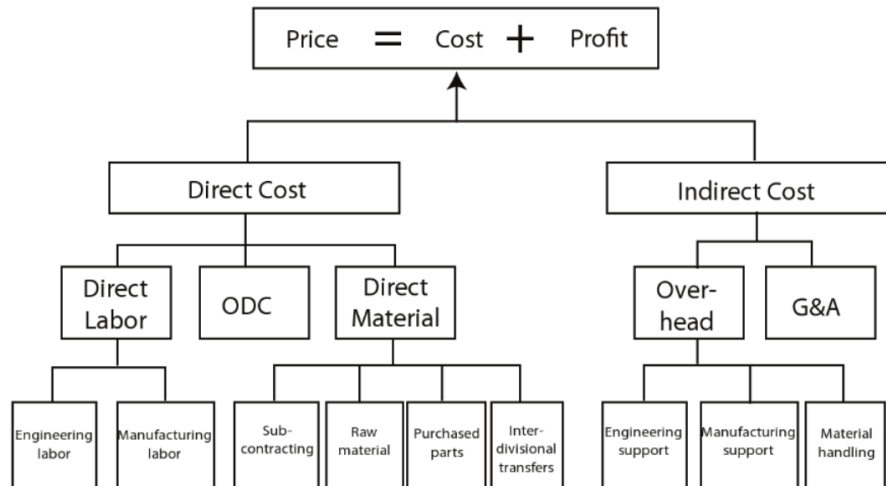 Price = Cost + Profit
Direct Cost
Indirect Cost
Direct
Labor
ODC
Direct
Material
Over-
head
G&A
Engineering
labor
Manufacturing
labor
Sub-
contracting
Raw
material
Purchased
parts
Inter-
divisional
transfers
Engineering
support
Manufacturing
support
Material
handling